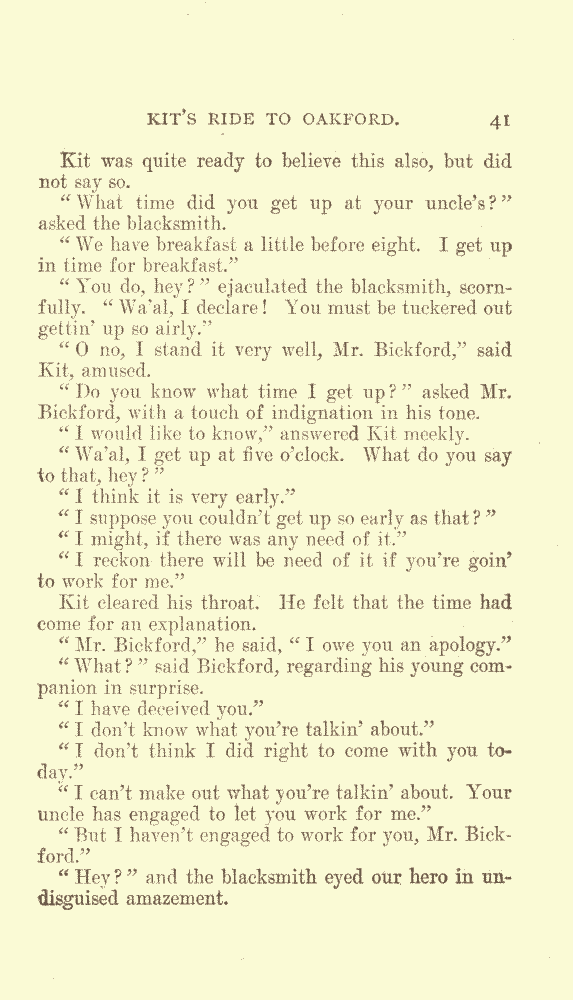 KIT'S RIDE TO OAKFORD. 41
Kit was quite ready to believe this also, but did
not say so.
"What time did you get up at your uncle's?"
asked the blacksmith.
"We have breakfast a little before eight. I get up
in time for breakfast."
"You do, hey?" ejaculated the blacksmith, scorn-
fully. "Wa'al, I declare! You must be tuckered out
gettin' up so airly."
"O no, I stand it very well, Mr. Bickford," said
Kit, amused.
"Do you know what time I get up?" asked Mr.
Bickford, with a touch of indignation in his tone.
"I would like to know," answered Kit meekly.
"Wa'al, I get up at five o'clock. What do you say
to that, hey?"
"I think it is very early."
"I suppose you couldn't get up so early as that?"
"I might, if there was any need of it."
"I reckon there will be need of it if you're goin'
to work for me."
Kit cleared his throat. He felt that the time had
come for an explanation.
"Mr. Bickford," he said, "I owe you an apology."
"What?" said Bickford, regarding his young com-
panion in surprise.
"I have deceived you."
"I don't know what you're talkin' about."
"I don't think I did right to come with you to-
day."
"I can't make out what you're talkin' about. Your
uncle has engaged to let you work for me."
"But I haven't engaged to work for you, Mr. Bick-
ford."
"Hey?" and the blacksmith eyed our hero in un-
disguised amazement.